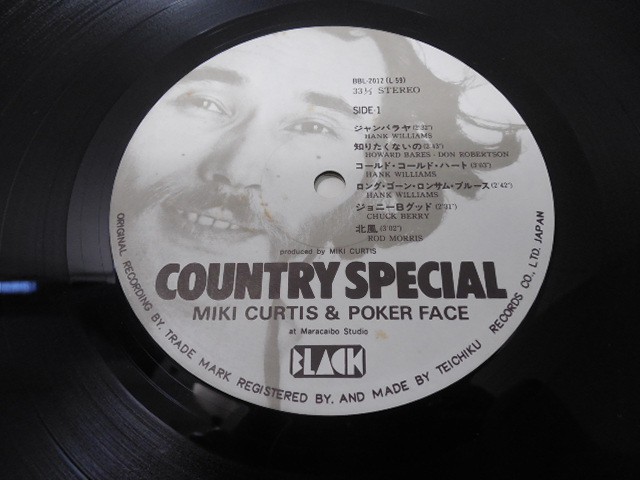 BBL-2012 (L-59)
33⅓ STEREO
SIDE-1
ジャンバラヤ (2'32")
HANK WILLIAMS
知りたくないの (2'43")
HOWARD BARES - DON ROBERTSON
コールド・コールド・ハート (3'02")
HANK WILLIAMS
ロング・ゴーン・ロンサム・ブルース (2'42")
HANK WILLIAMS
ジョニーBグッド (2'31")
CHUCK BERRY
北風 (3'02")
ROD MORRIS
produced by MIKI CURTIS
COUNTRY SPECIAL
MIKI CURTIS & POKER FACE
at Maracaibo Studio
BLACK
ORIGINAL RECORDING BY. TRADE MARK REGISTERED BY. AND MADE BY TEICHIKU RECORDS CO., LTD. JAPAN